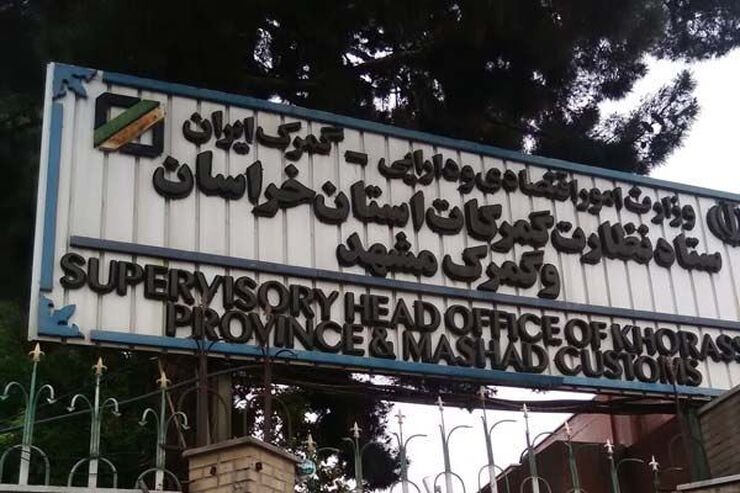 وزارت امور اقتصادی و دارایی - گمرک ایران
ستاد نظارت گمرکات استان خراسان
و گمرک مشهد
SUPERVISORY HEAD OFFICE OF KHORASS
PROVINCE & MASHAD CUSTOMS